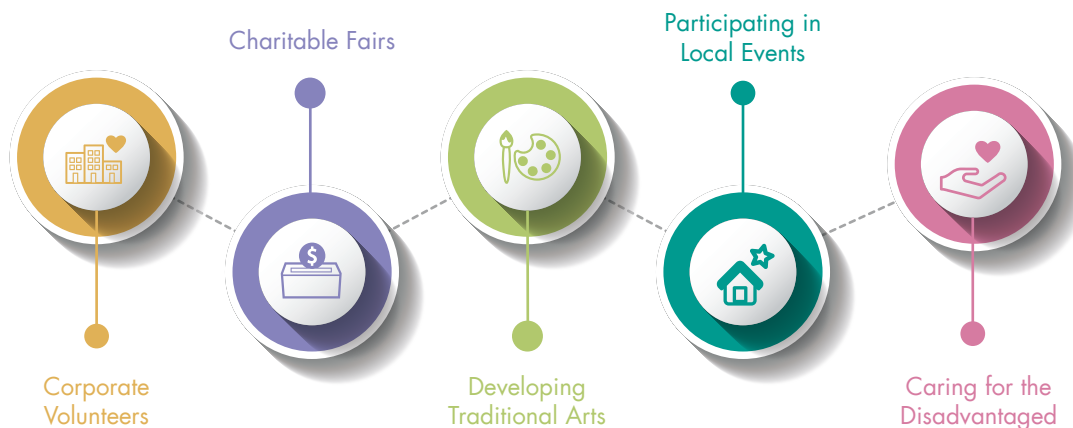 Charitable Fairs
Participating in
Local Events
$
Corporate
Volunteers
Developing
Traditional Arts
Caring for the
Disadvantaged